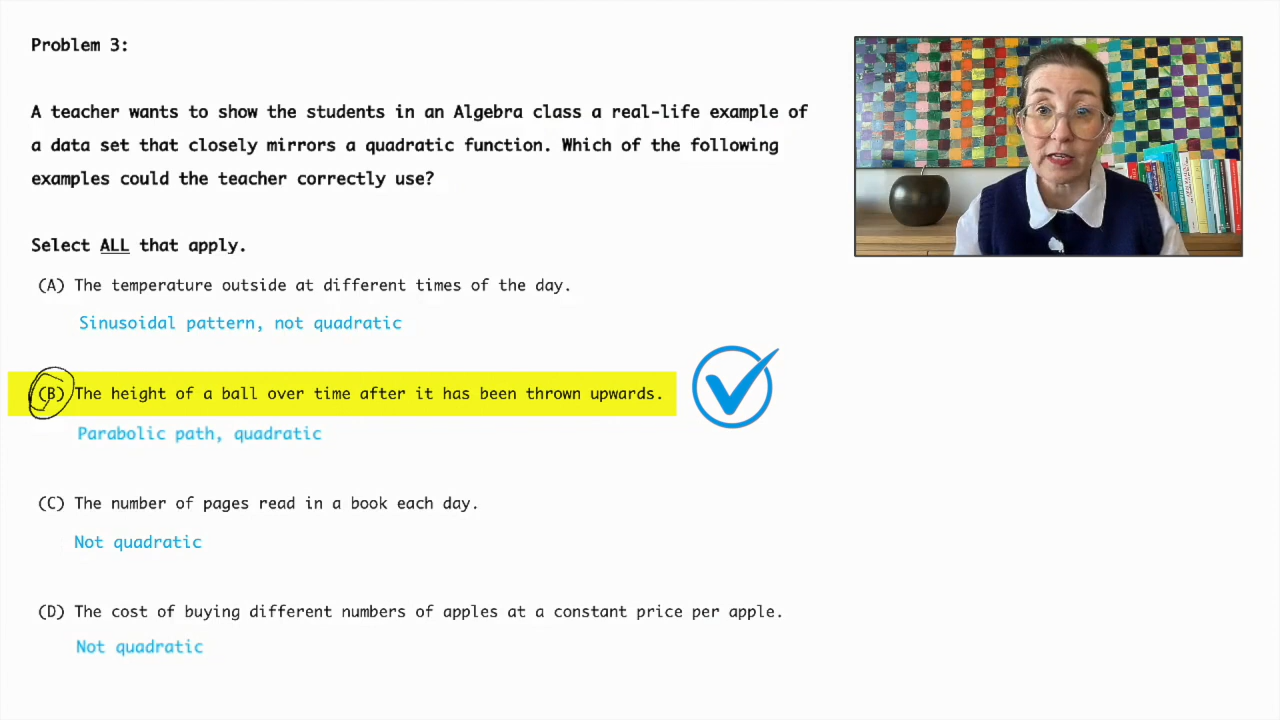 Problem 3:
A teacher wants to show the students in an Algebra class a real-life example of
a data set that closely mirrors a quadratic function. Which of the following
examples could the teacher correctly use?
Select ALL that apply.
(A) The temperature outside at different times of the day.
Sinusoidal pattern, not quadratic
(B) The height of a ball over time after it has been thrown upwards.
Parabolic path, quadratic
(C) The number of pages read in a book each day.
Not quadratic
(D) The cost of buying different numbers of apples at a constant price per apple.
Not quadratic